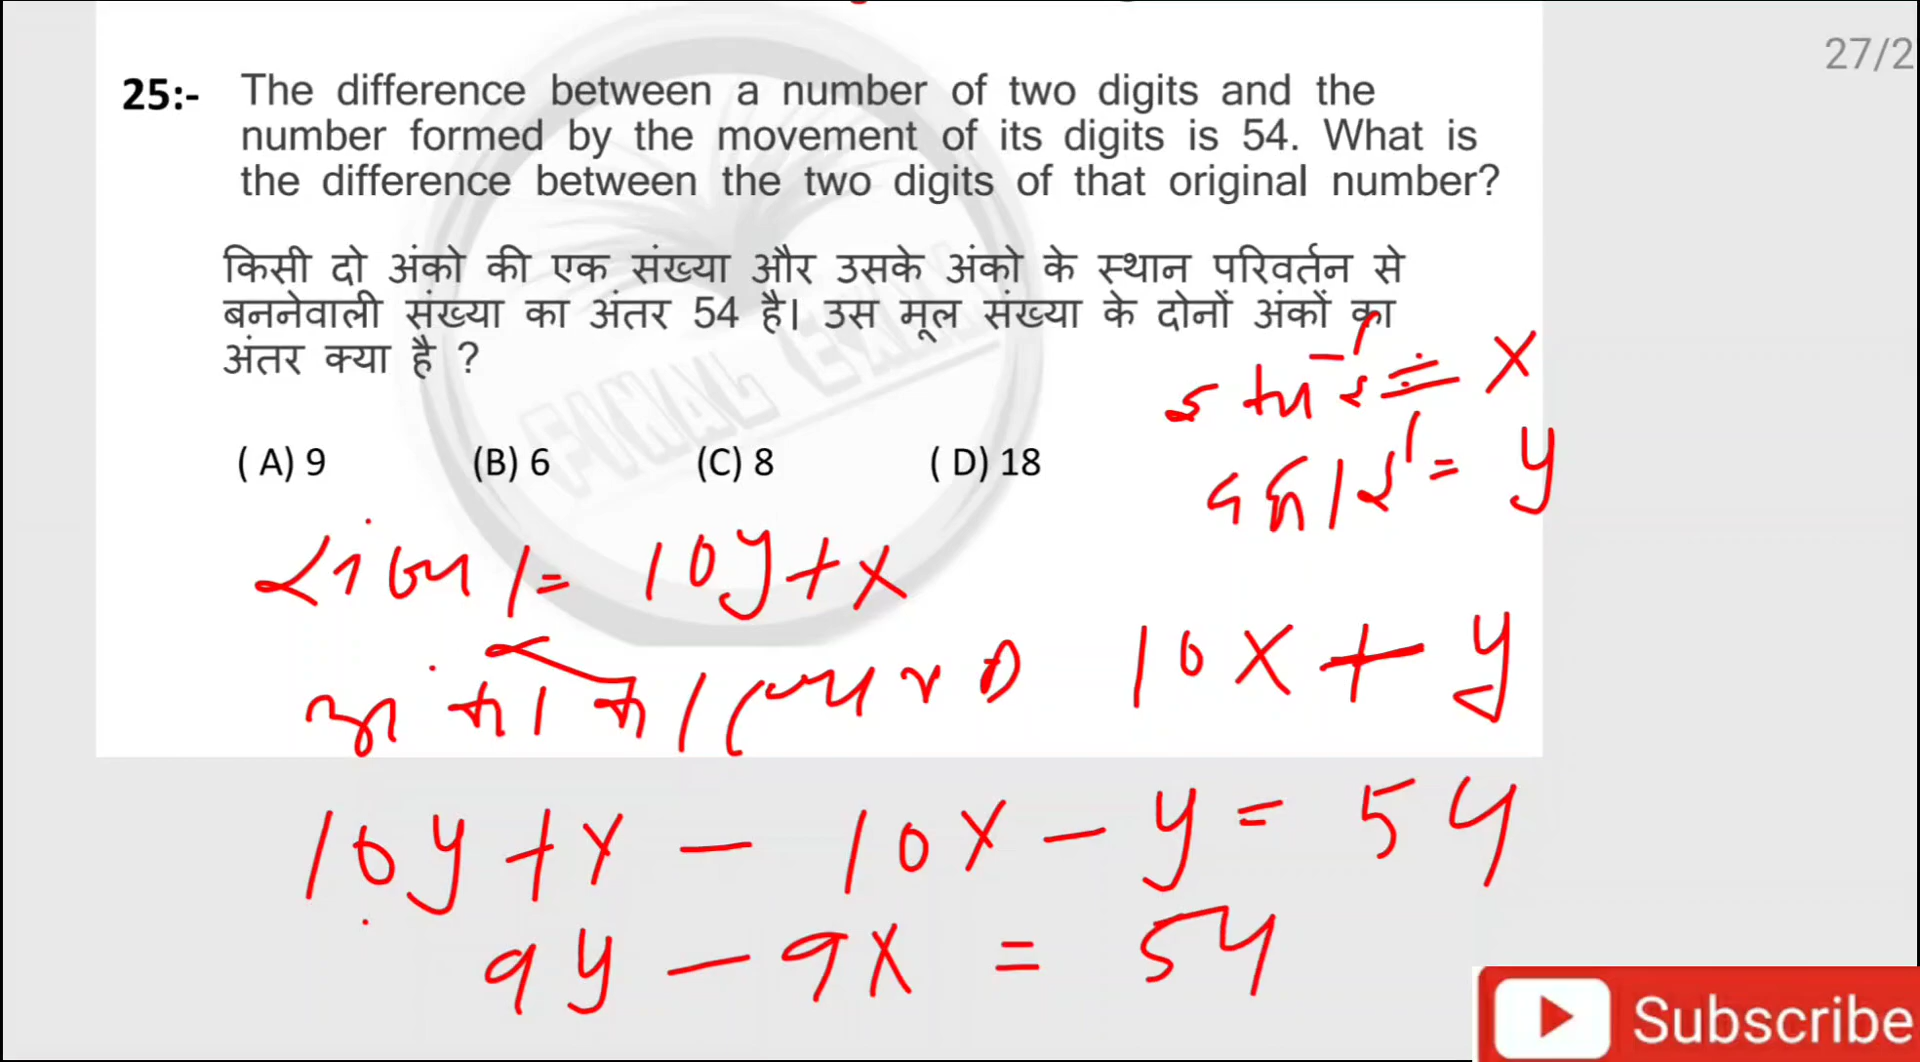 27/2
25:- The difference between a number of two digits and the
number formed by the movement of its digits is 54. What is
the difference between the two digits of that original number?
किसी दो अंको की एक संख्या और उसके अंको के स्थान परिवर्तन से
बननेवाली संख्या का अंतर 54 है। उस मूल संख्या के दोनों अंकों का
अंतर क्या है ?
FINAL EXAM
= x
= y
( A) 9 (B) 6 (C) 8 ( D) 18
= 10y+x
10x + y
10y + x - 10x - y = 54
9y - 9x = 54
Subscribe